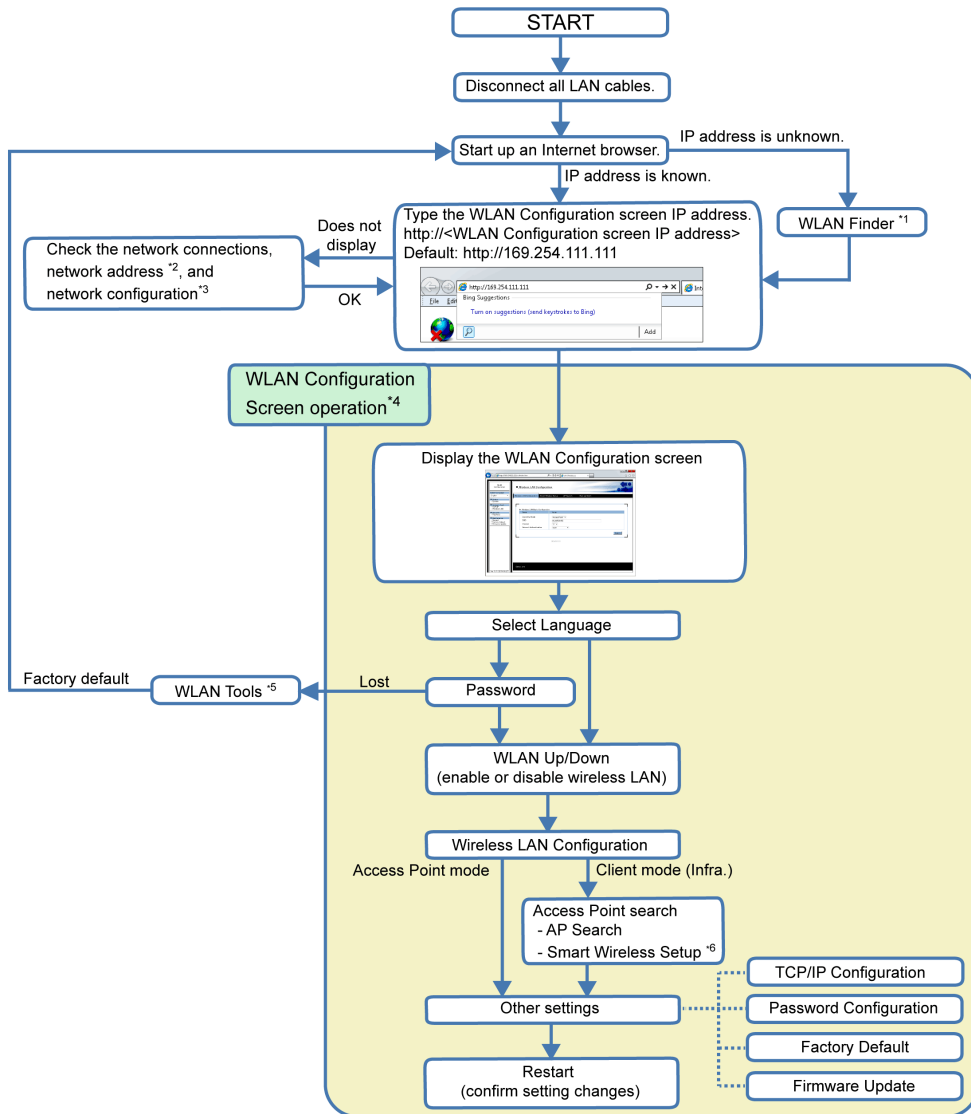 START
Disconnect all LAN cables.
Start up an Internet browser.
IP address is unknown.
IP address is known.
WLAN Finder *1
Type the WLAN Configuration screen IP address.
http://<WLAN Configuration screen IP address>
Default: http://169.254.111.111
Does not
display
Check the network connections,
network address *2, and
network configuration*3
OK
http://169.254.111.111
File
Bing Suggestions
Turn on suggestions (send keystrokes to Bing)
Add
WLAN Configuration
Screen operation*4
Display the WLAN Configuration screen
Select Language
Factory default
WLAN Tools *5
Lost
Password
WLAN Up/Down
(enable or disable wireless LAN)
Wireless LAN Configuration
Access Point mode
Client mode (Infra.)
Access Point search
- AP Search
- Smart Wireless Setup *6
Other settings
TCP/IP Configuration
Password Configuration
Factory Default
Firmware Update
Restart
(confirm setting changes)